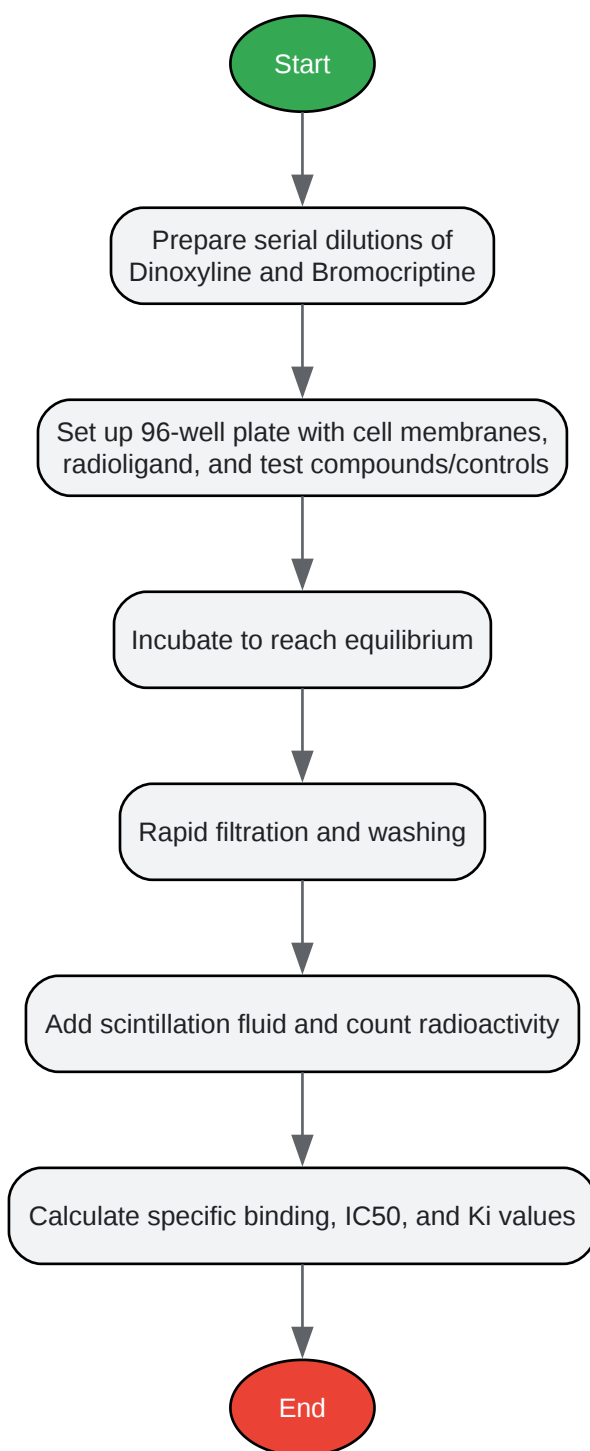 Start
Prepare serial dilutions of
Dinoxyline and Bromocriptine
Set up 96-well plate with cell membranes,
radioligand, and test compounds/controls
Incubate to reach equilibrium
Rapid filtration and washing
Add scintillation fluid and count radioactivity
Calculate specific binding, IC50, and Ki values
End